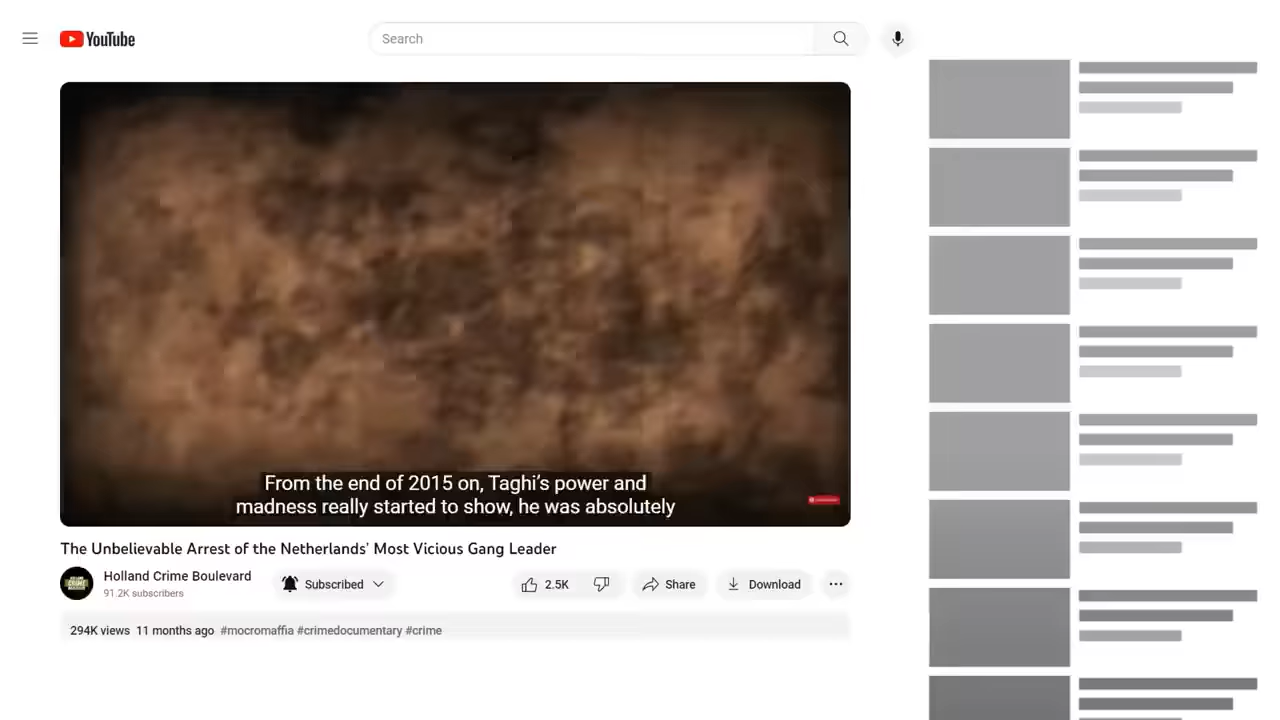 YouTube
Search
From the end of 2015 on, Taghi's power and
madness really started to show, he was absolutely
The Unbelievable Arrest of the Netherlands' Most Vicious Gang Leader
Holland Crime Boulevard
91.2K subscribers
Subscribed
2.5K
Share
Download
294K views 11 months ago #mocromaffia #crimedocumentary #crime